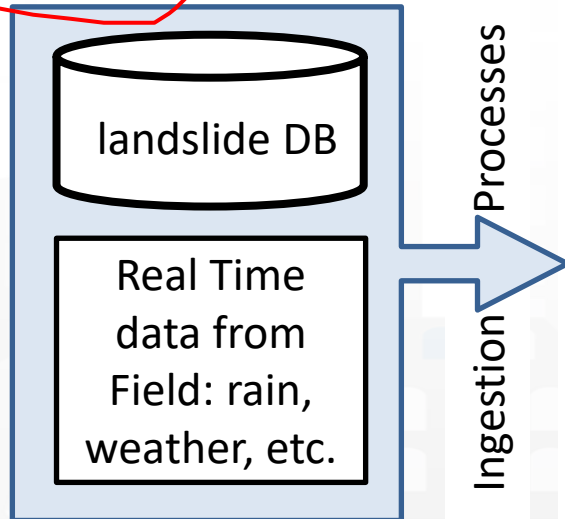 landslide DB
Real Time
data from
Field: rain,
weather, etc.
Ingestion Processes